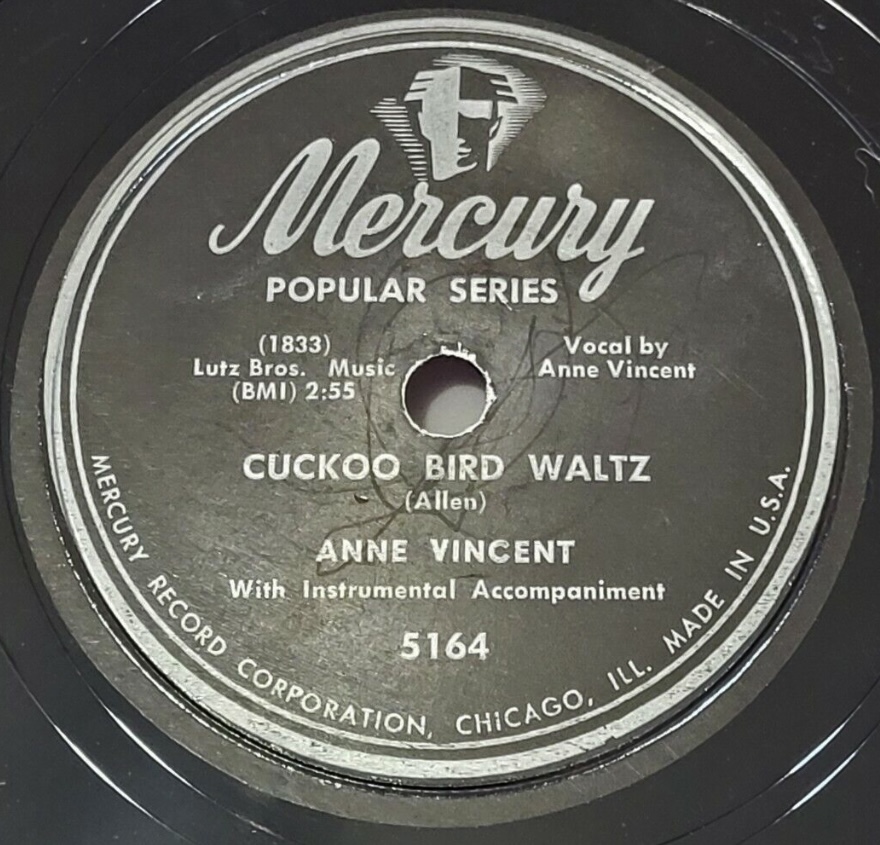 Mercury
POPULAR SERIES
(1833)
Lutz Bros. Music
(BMI) 2:55
Vocal by
Anne Vincent
CUCKOO BIRD WALTZ
(Allen)
ANNE VINCENT
With Instrumental Accompaniment
5164
MERCURY RECORD CORPORATION, CHICAGO, ILL. MADE IN U.S.A.